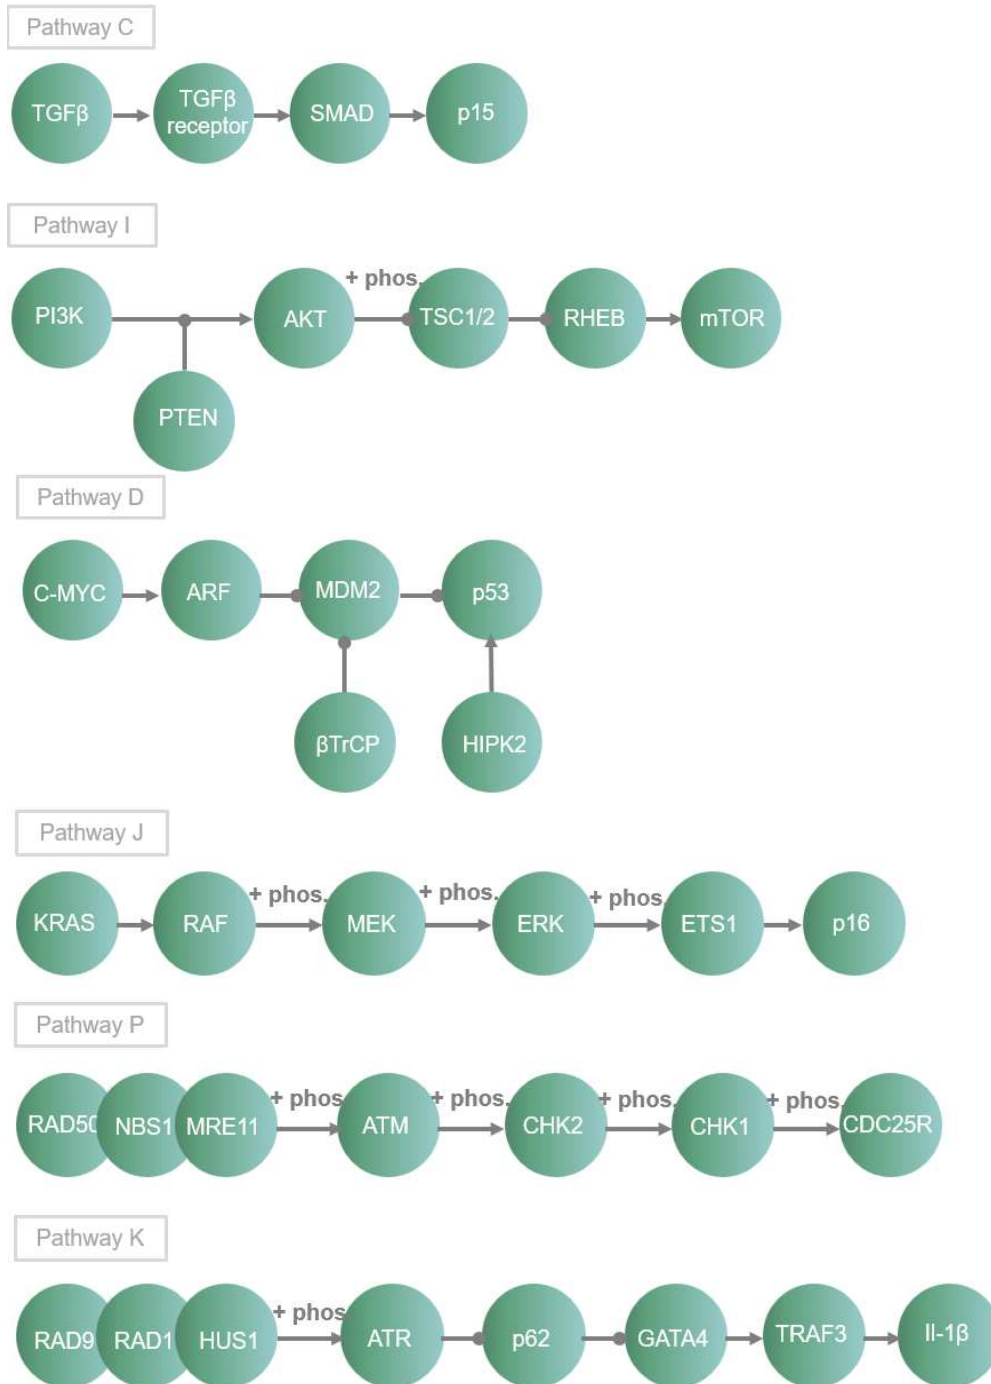 Pathway C
TGFβ
TGFβ
receptor
SMAD
p15
Pathway I
+ phos.
PI3K
AKT
TSC1/2
RHEB
mTOR
PTEN
Pathway D
C-MYC
ARF
MDM2
p53
βTrCP
HIPK2
Pathway J
+ phos.
+ phos.
+ phos.
KRAS
RAF
MEK
ERK
ETS1
p16
Pathway P
+ phos
+ phos.
+ phos.
+ phos.
RAD50
NBS1
MRE11
ATM
CHK2
CHK1
CDC25R
Pathway K
+ phos
RAD9
RAD1
HUS1
ATR
p62
GATA4
TRAF3
Il-1β